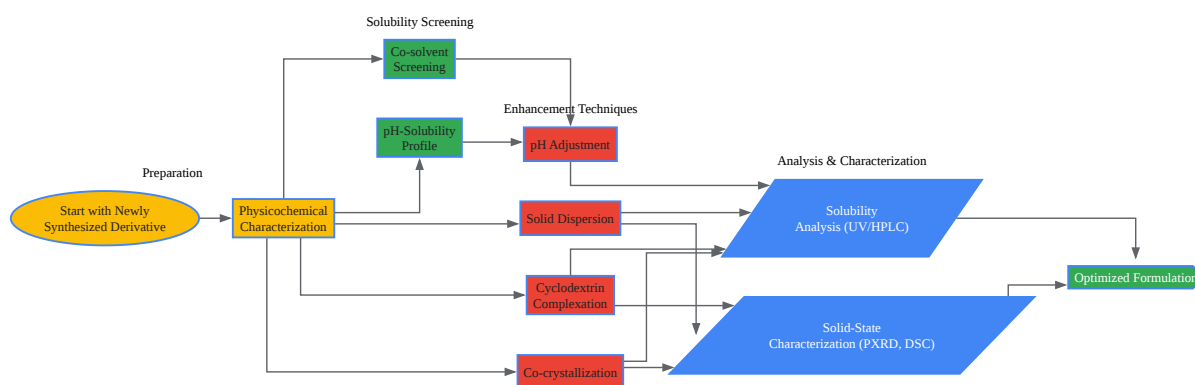 Solubility Screening
Co-solvent
Screening
Enhancement Techniques
pH-Solubility
Profile
pH Adjustment
Preparation
Analysis & Characterization
Start with Newly
Synthesized Derivative
Physicochemical
Characterization
Solid Dispersion
Solubility
Analysis (UV/HPLC)
Cyclodextrin
Complexation
Optimized Formulation
Solid-State
Characterization (PXRD, DSC)
Co-crystallization